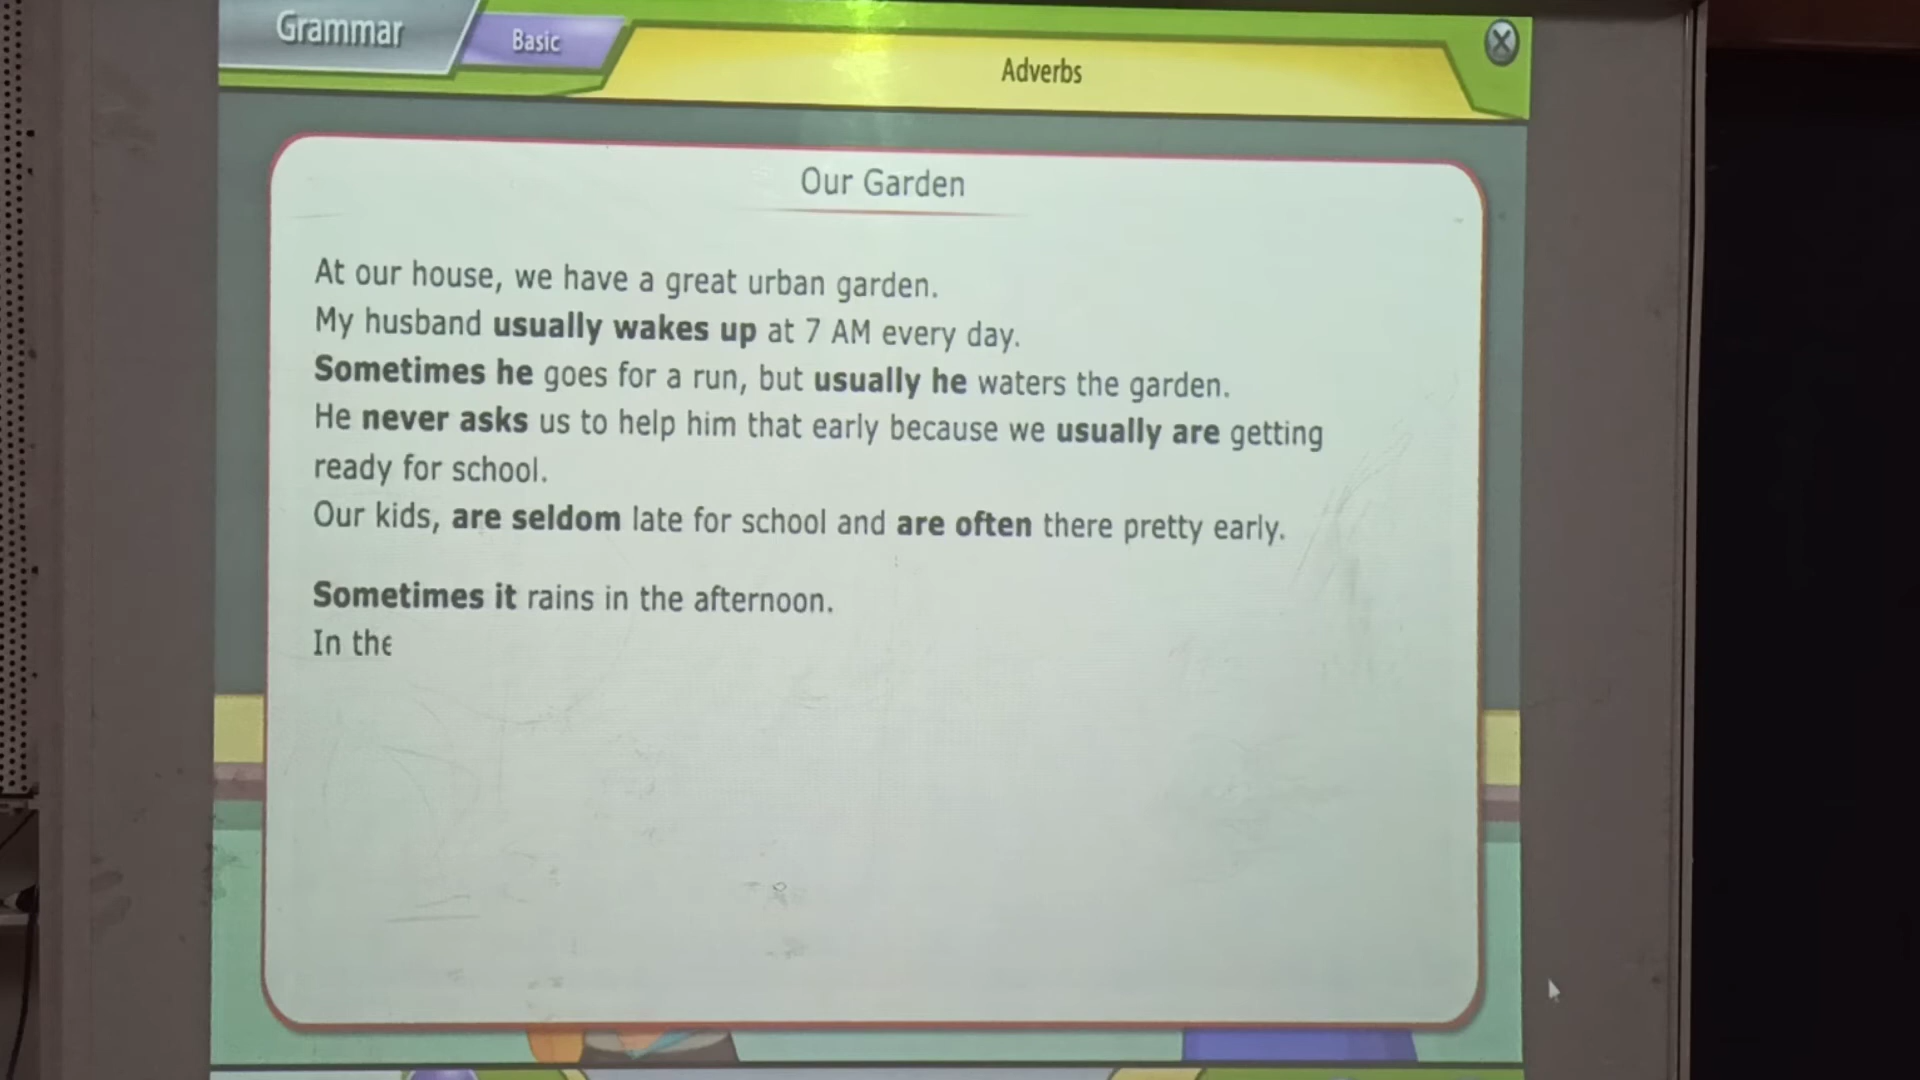 Grammar
Basic
Adverbs
Our Garden
At our house, we have a great urban garden.
My husband usually wakes up at 7 AM every day.
Sometimes he goes for a run, but usually he waters the garden.
He never asks us to help him that early because we usually are getting
ready for school.
Our kids, are seldom late for school and are often there pretty early.
Sometimes it rains in the afternoon.
In the